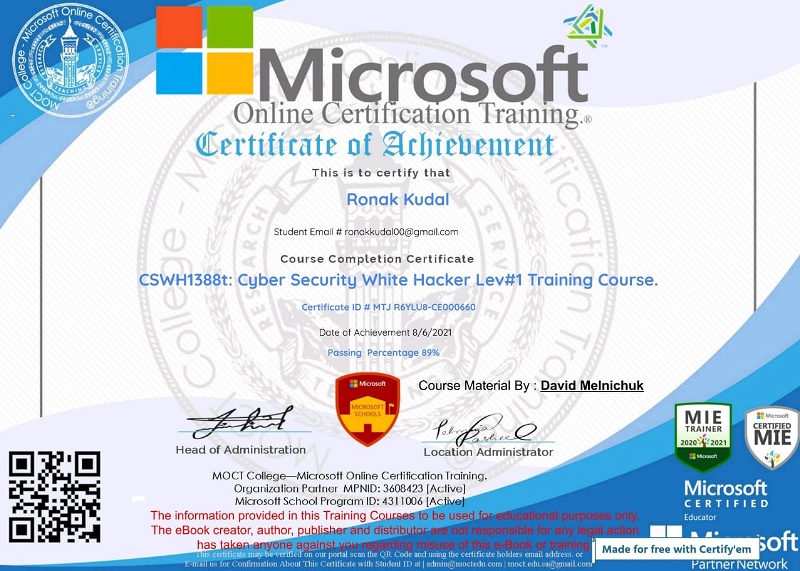 MOCT College - Microsoft Online Certification Training®
Microsoft
Online Certification Training.®
Certificate of Achievement
This is to certify that
Ronak Kudal
Student Email # ronakkudal00@gmail.com
Course Completion Certificate
CSWH1388t: Cyber Security White Hacker Lev#1 Training Course.
Certificate ID # MTJ R6YLU8-CE000660
Date of Achievement 8/6/2021
Passing Percentage 89%
Course Material By : David Melnichuk
Microsoft
MICROSOFT
SCHOOLS
Head of Administration
Location Administrator
MIE
TRAINER
2020 2021
Microsoft
Microsoft
CERTIFIED
MIE
MOCT College—Microsoft Online Certification Training.
Organization Partner MPNID: 3608423 [Active]
Microsoft School Program ID: 4311006 [Active]
Microsoft
CERTIFIED
Educator
The information provided in this Training Courses to be used for educational purposes only.
The eBook creator, author, publisher and distributor are not responsible for any legal action
has taken anyone against you regarding misuse of this e-Book or training
This certificate may be verified on our portal scan the QR Code and using the certificate holders email address. or
E-mail us for Confirmation About This Certificate with Student ID at | admin@moctedu.com | moct.edu.sa@gmail.com
Made for free with Certify'em
Microsoft
Partner Network